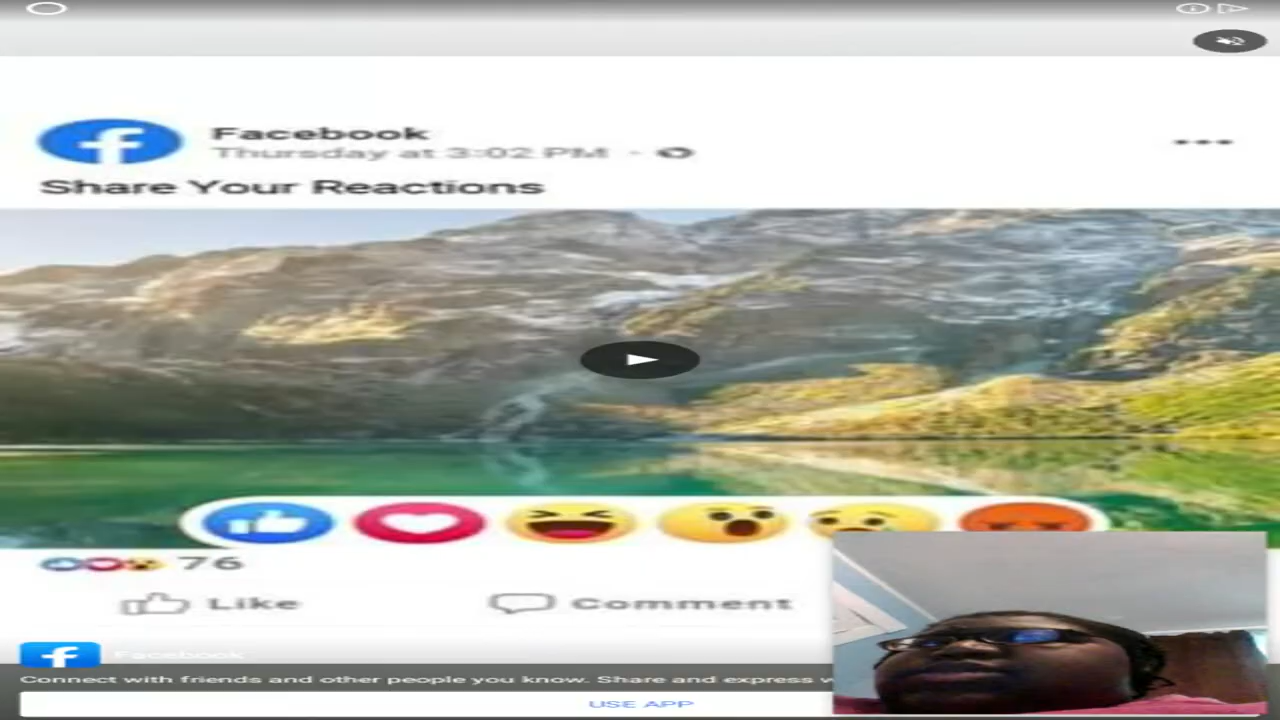 Facebook
Thursday at 3:02 PM
Share Your Reactions
76
Like
Comment
Facebook
Connect with friends and other people you know. Share and express
USE APP